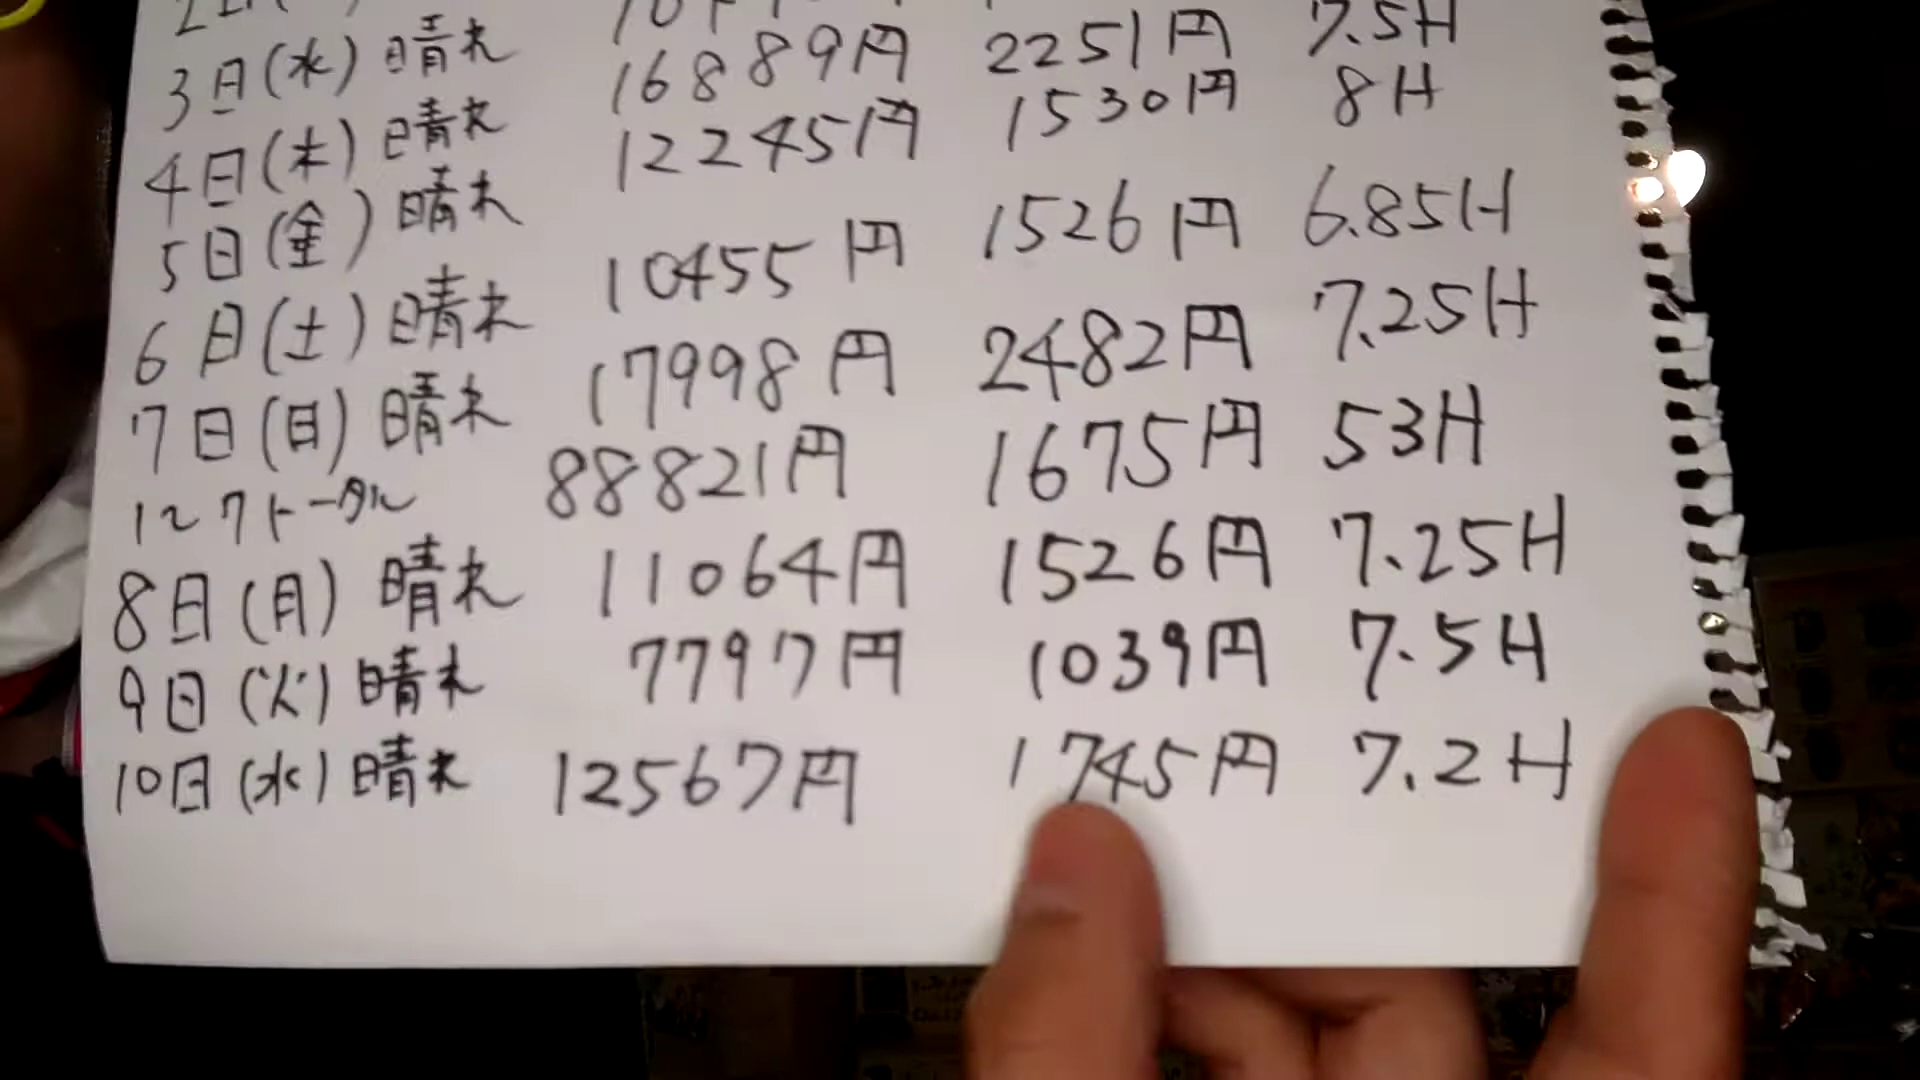 3日(水) 晴れ
4日(木) 晴れ 16889円 2251円 7.5H
5日(金) 晴れ 12245円 1530円 8H
6日(土) 晴れ 10455円 1526円 6.85H
7日(日) 晴れ 17998円 2482円 7.25H
1~7トータル 88821円 1675円 53H
8日(月) 晴れ 11064円 1526円 7.25H
9日(火) 晴れ 7797円 1039円 7.5H
10日(水) 晴れ 12567円 1745円 7.2H